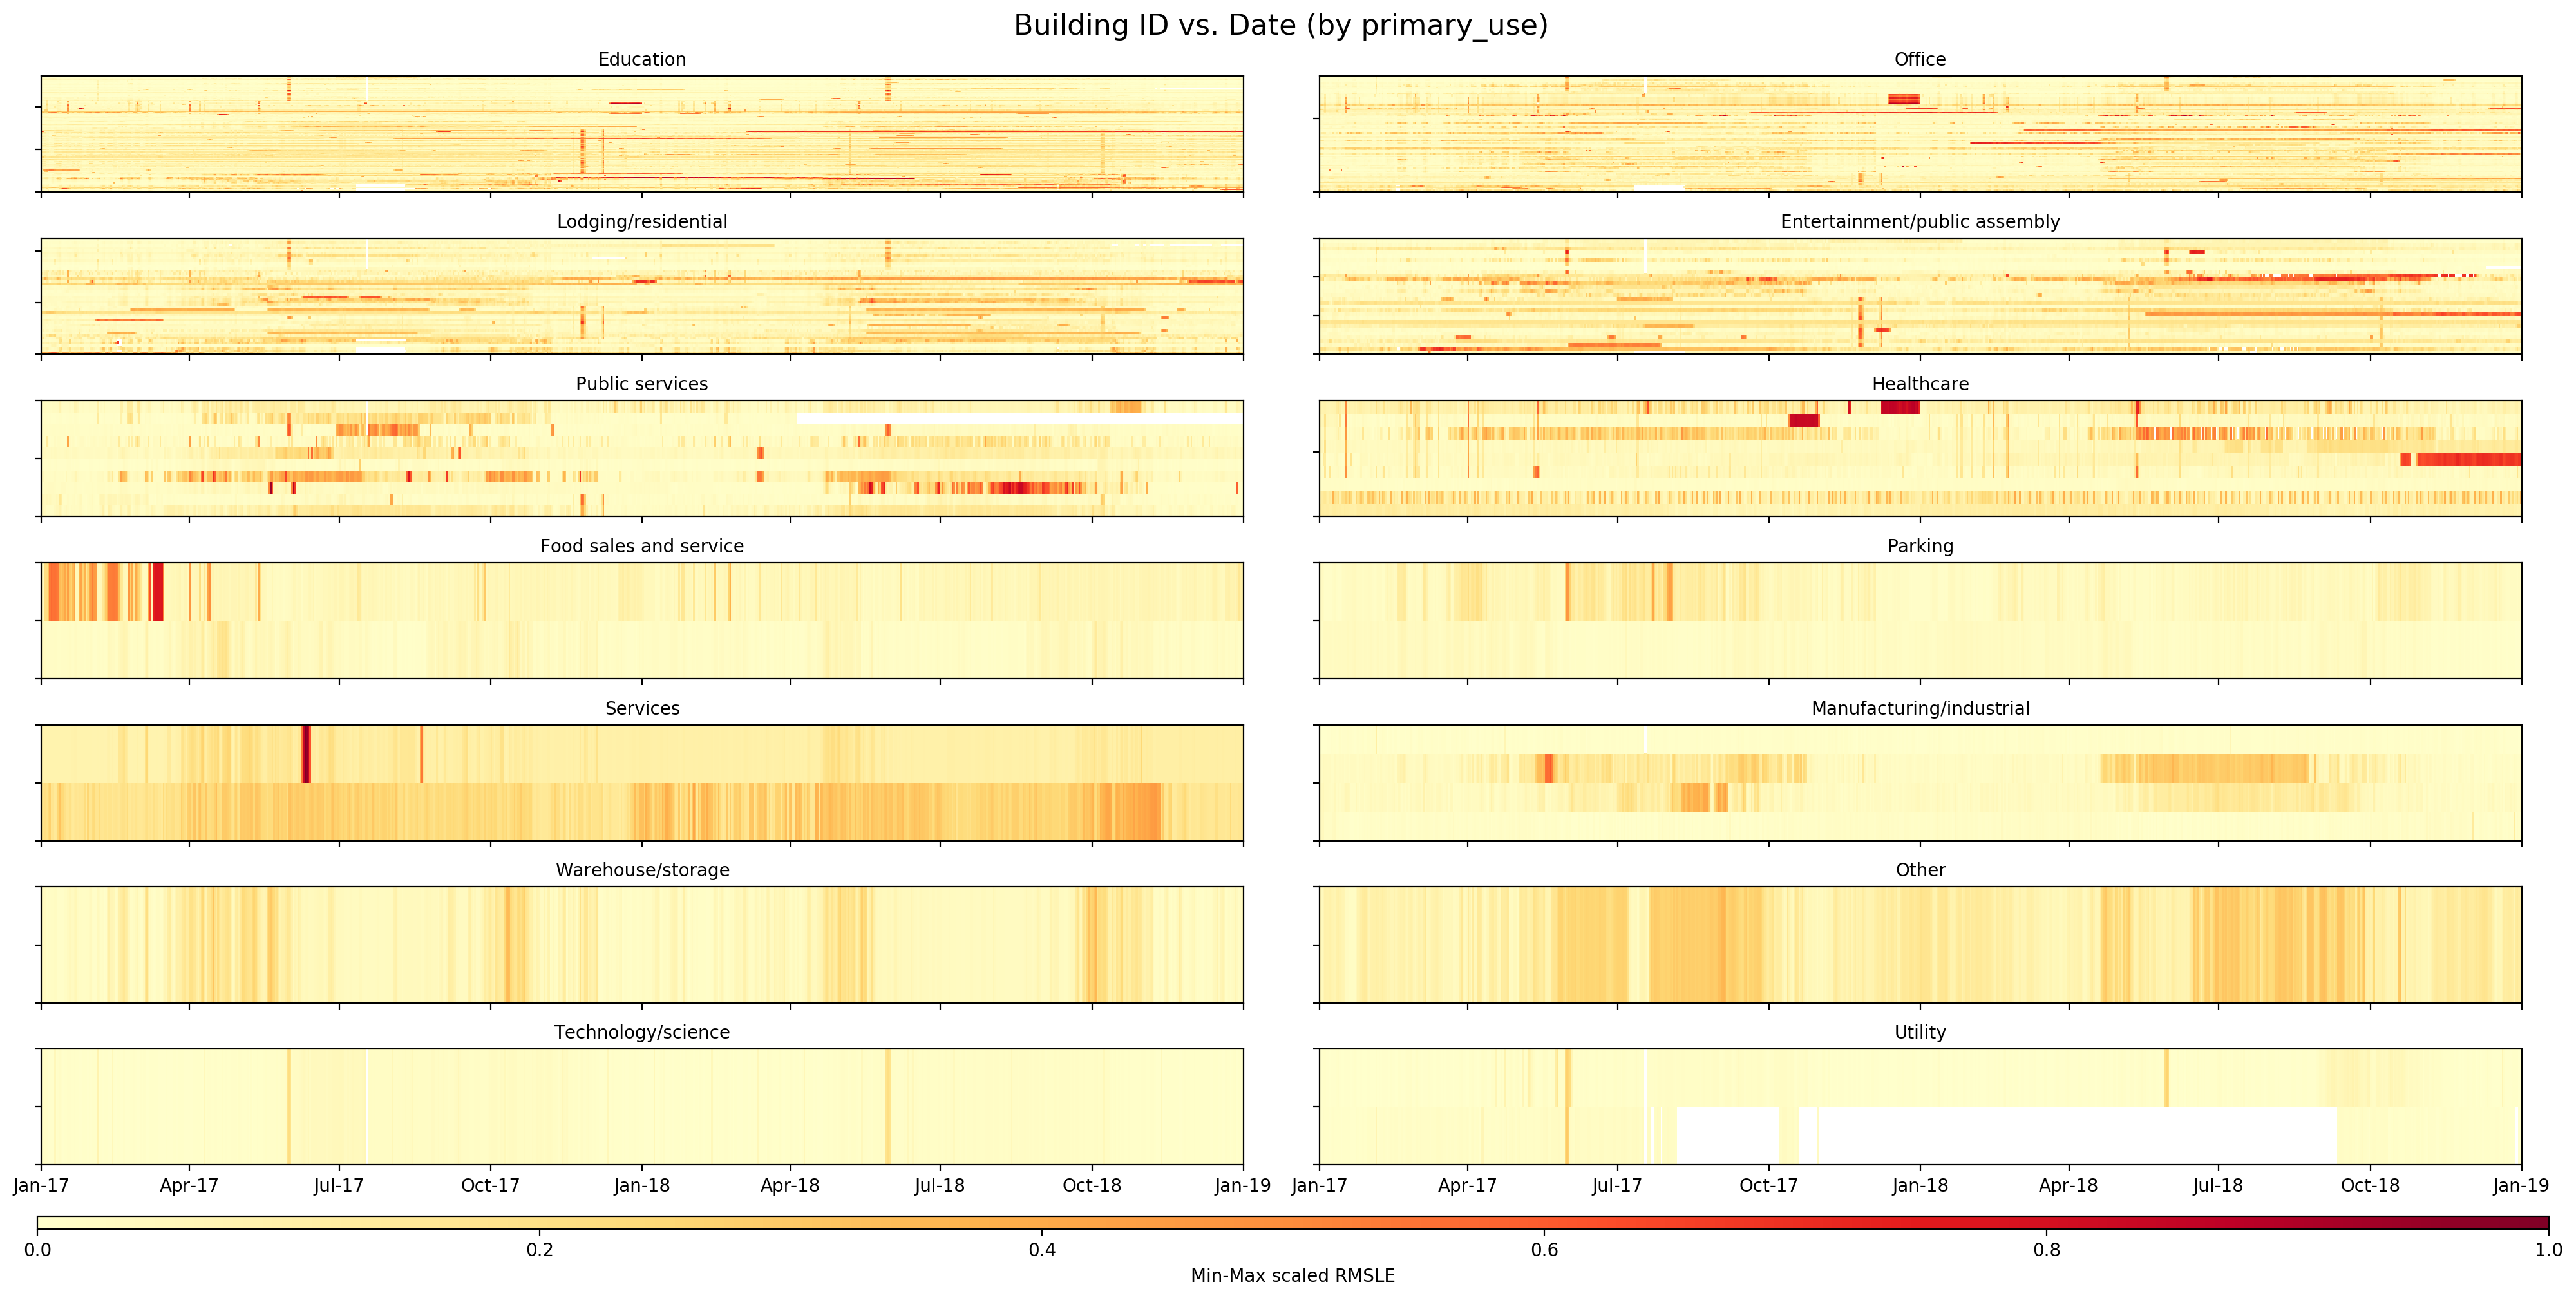 Building ID vs. Date (by primary_use)
Education
Office
Lodging/residential
Entertainment/public assembly
Public services
Healthcare
Food sales and service
Parking
Services
Manufacturing/industrial
Warehouse/storage
Other
Technology/science
Utility
Jan-17 Apr-17 Jul-17 Oct-17 Jan-18 Apr-18 Jul-18 Oct-18 Jan-19
Jan-17 Apr-17 Jul-17 Oct-17 Jan-18 Apr-18 Jul-18 Oct-18 Jan-19
0.0 0.2 0.4 0.6 0.8 1.0
Min-Max scaled RMSLE